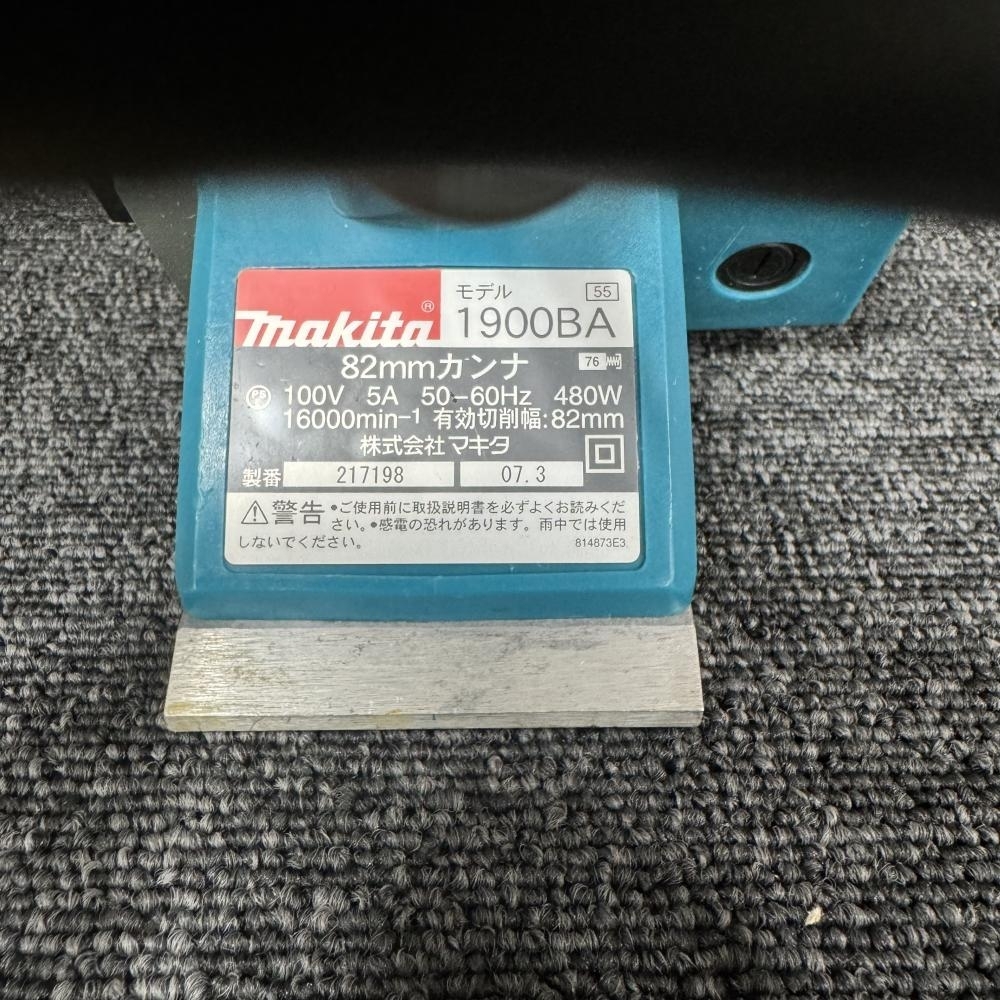 makita®
モデル 55
1900BA
82mmカンナ 76
PS 100V 5A 50-60Hz 480W
16000min-1 有効切削幅:82mm
株式会社マキタ
製番 217198 07.3
警告 •ご使用前に取扱説明書を必ずよくお読みくだ
さい。•感電の恐れがあります。雨中では使用
しないでください。 814873E3